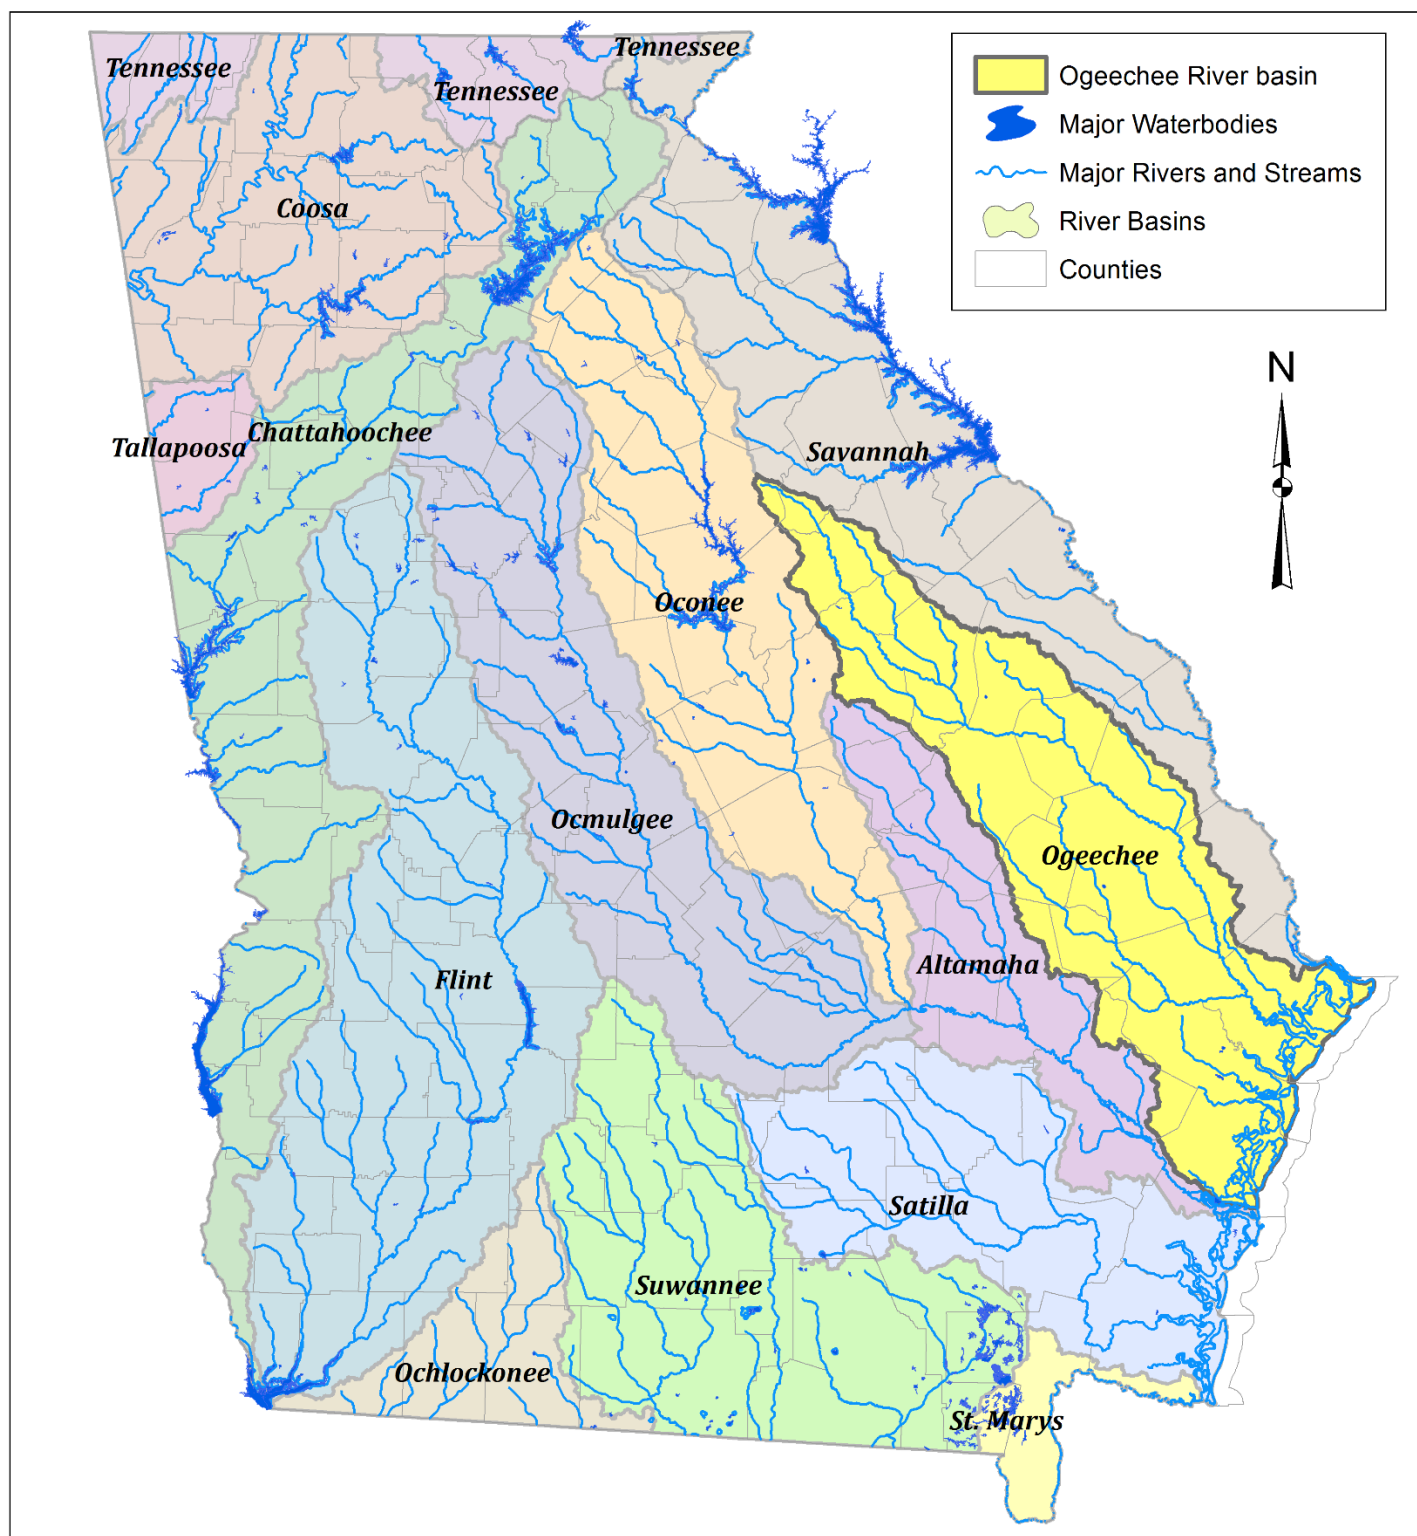 Tennessee
Tennessee
Tennessee
Ogeechee River basin
Major Waterbodies
Major Rivers and Streams
River Basins
Counties
Coosa
N
Tallapoosa
Chattahoochee
Savannah
Oconee
Ocmulgee
Ogeechee
Flint
Altamaha
Satilla
Suwannee
Ochlockonee
St. Marys